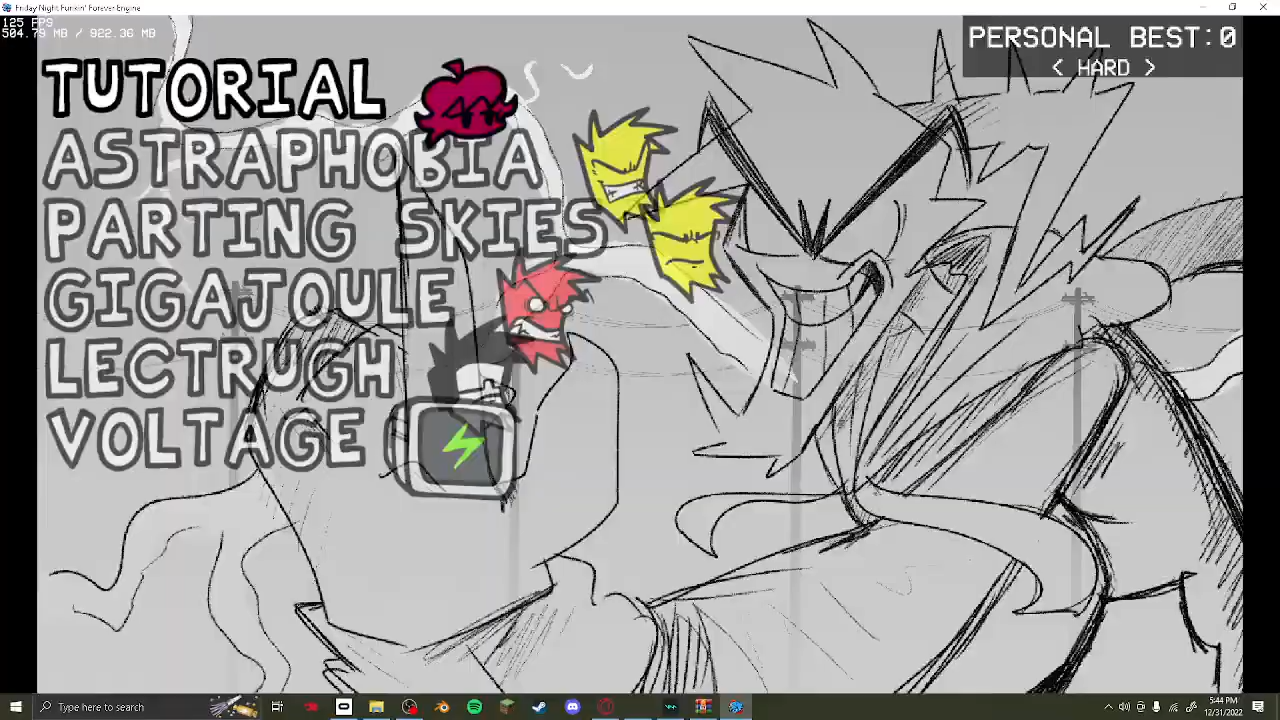 Friday Night Funkin' Forever Engine
125 FPS
504.79 MB / 922.36 MB
PERSONAL BEST:0
< HARD >
TUTORIAL
ASTRAPHOBIA
PARTING SKIES
GIGAJOULE
LECTRUGH
VOLTAGE
Type here to search
5:44 PM
12/31/2022